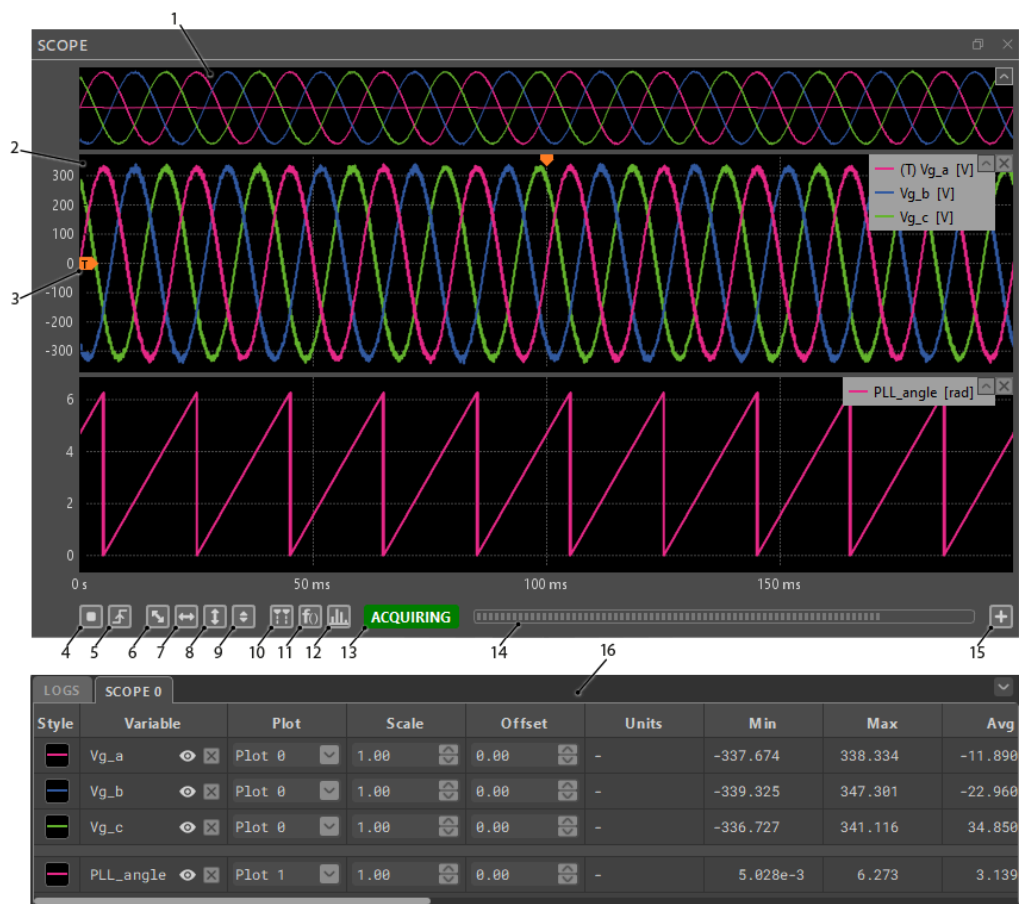 1
SCOPE
2
300
200
100
0
-100
-200
-300
T
3
(T) Vg_a [V]
Vg_b [V]
Vg_c [V]
6
4
2
0
PLL_angle [rad]
0 s 50 ms 100 ms 150 ms
f() ACQUIRING
4 5 6 7 8 9 10 11 12 13 14 15
16
LOGS SCOPE 0
Style Variable Plot Scale Offset Units Min Max Avg
Vg_a Plot 0 1.00 0.00 - -337.674 338.334 -11.890
Vg_b Plot 0 1.00 0.00 - -339.325 347.301 -22.960
Vg_c Plot 0 1.00 0.00 - -336.727 341.116 34.850
PLL_angle Plot 1 1.00 0.00 - 5.028e-3 6.273 3.139